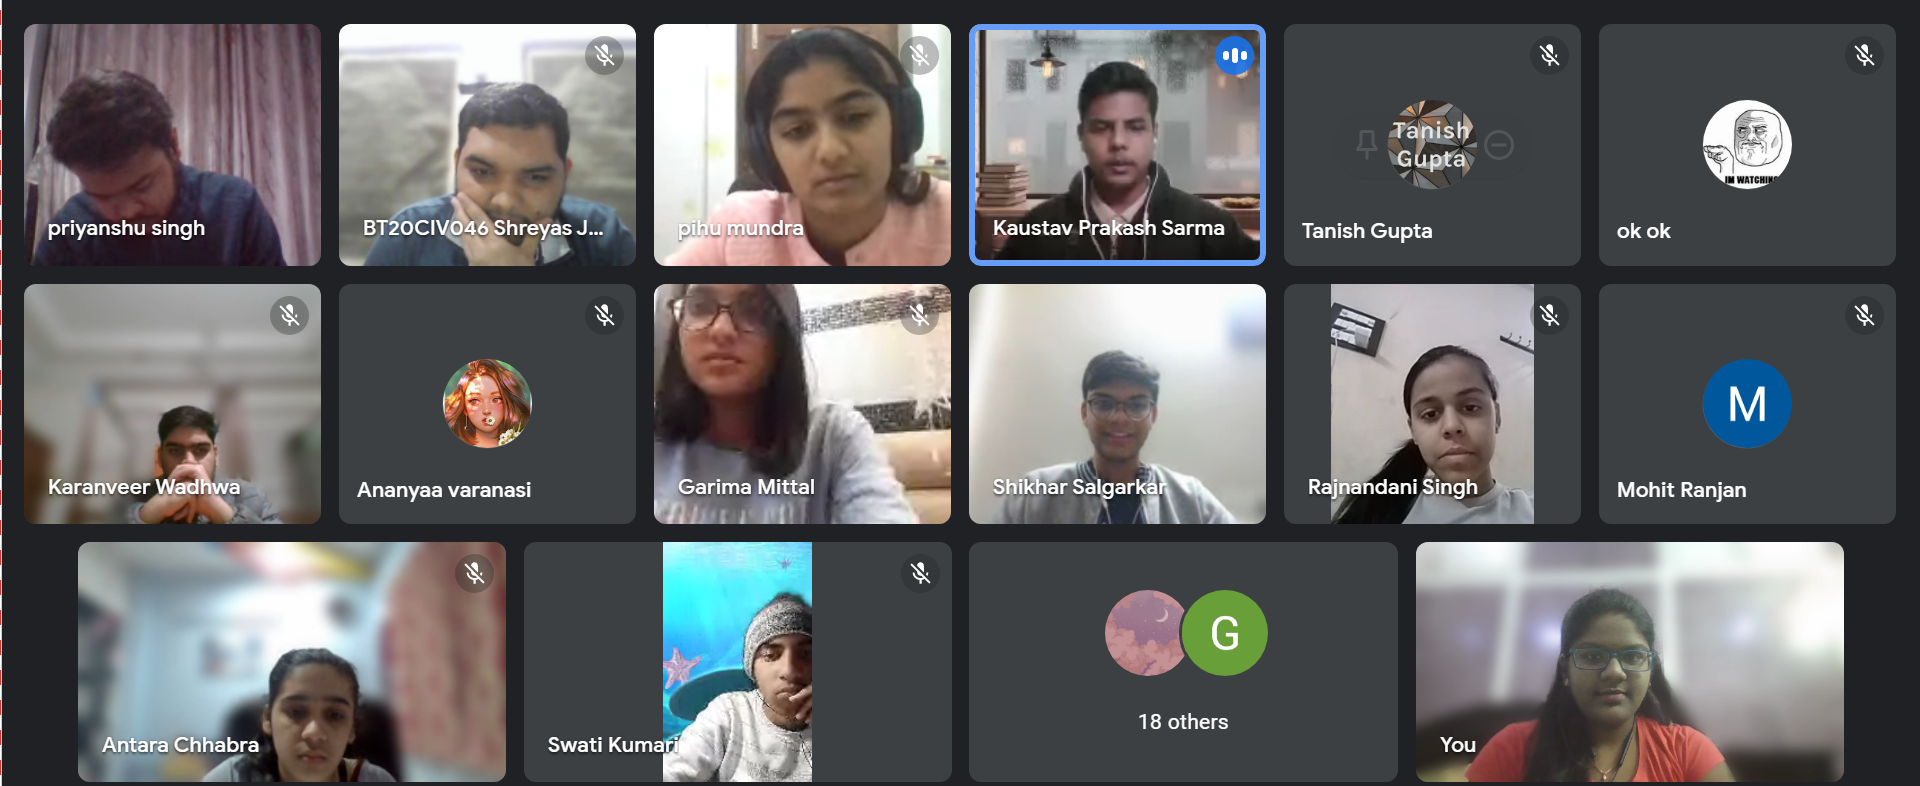 priyanshu singh
BT20CIV046 Shreyas J...
pihu mundra
Kaustav Prakash Sarma
Tanish
Gupta
Tanish Gupta
IM WATCHING
ok ok
Karanveer Wadhwa
Ananyaa varanasi
Garima Mittal
Shikhar Salgarkar
Rajnandani Singh
M
Mohit Ranjan
Antara Chhabra
Swati Kumari
G
18 others
You